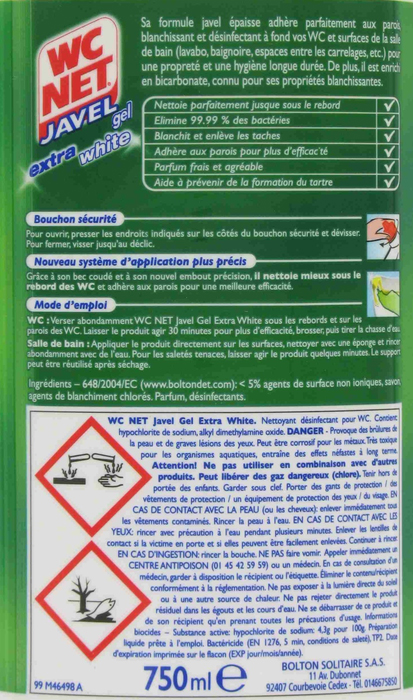 WC
NET
JAVEL
gel
extra white
Sa formule javel épaisse adhère parfaitement aux parois,
blanchissant et désinfectant à fond vos WC et surfaces de la salle
de bain (lavabo, baignoire, espaces entre les carrelages, etc.) pour
une propreté et une hygiène longue durée. De plus, il est enrichi
en bicarbonate, connu pour ses propriétés blanchissantes.
Nettoie parfaitement jusque sous le rebord ✓
Elimine 99.99 % des bactéries ✓
Blanchit et enlève les taches ✓
Adhère aux parois pour plus d'efficacité ✓
Parfum frais et agréable ✓
Aide à prévenir de la formation du tartre ✓
Bouchon sécurité
Pour ouvrir, presser les endroits indiqués sur les côtés du bouchon sécurité et dévisser.
Pour fermer, visser jusqu'au déclic.
Nouveau système d'application plus précis
Grâce à son bec coudé et à son nouvel embout précision, il nettoie mieux sous le
rebord des WC et adhère aux parois pour une meilleure efficacité.
Mode d'emploi
WC : Verser abondamment WC NET Javel Gel Extra White sous les rebords et sur les
parois des WC. Laisser le produit agir 30 minutes pour plus d'efficacité, brosser, puis tirer la chasse d'eau.
Salle de bain : Appliquer le produit directement sur les surfaces, nettoyer avec une éponge et rincer
abondamment avec de l'eau. Pour les saletés tenaces, laisser agir le produit quelques minutes. Le support
peut être réutilisé après séchage.
Ingrédients – 648/2004/EC (www.boltondet.com): < 5% agents de surface non ioniques, savon,
agents de blanchiment chlorés. Parfum, désinfectants.
WC NET Javel Gel Extra White. Nettoyant désinfectant pour WC. Contient
hypochlorite de sodium, alkyl dimethylamine oxide. DANGER - Provoque des brûlures de
la peau et de graves lésions des yeux. Peut être corrosif pour les métaux. Très toxique
pour les organismes aquatiques, entraîne des effets néfastes à long terme.
Attention! Ne pas utiliser en combinaison avec d'autres
produits. Peut libérer des gaz dangereux (chlore). Tenir hors de
portée des enfants. Garder sous clef. Porter des gants de protection / des
vêtements de protection / un équipement de protection des yeux / du visage. EN
CAS DE CONTACT AVEC LA PEAU (ou les cheveux): enlever immédiatement tous
les vêtements contaminés. Rincer la peau à l'eau. EN CAS DE CONTACT AVEC LES
YEUX: rincer avec précaution à l'eau pendant plusieurs minutes. Enlever les lentilles de
contact si la victime en porte et si elles peuvent être facilement enlevées. Continuer à rincer.
EN CAS D'INGESTION: rincer la bouche. NE PAS faire vomir. Appeler immédiatement un
CENTRE ANTIPOISON (01 45 42 59 59) ou un médecin. En cas de consultation d'un
médecin, garder à disposition le récipient ou l'étiquette. Éliminer le contenu/récipient
conformément à la réglementation. Ne pas exposer à la lumière directe du soleil
ou à une autre source de chaleur. Ne pas rejeter directement le produit
résiduel dans les égouts et les cours d'eau. Ne se débarrasser de ce produit et
de son récipient qu'en prenant toutes les précautions d'usage. Informations
biocides – Substance active: hypochlorite de sodium: 4,3g pour 100g. Préparation
liquide prête à l'emploi. Bactéricide (EN 1276, 5 min, conditions de saleté). TP2. Date
d'expiration imprimée sur le flacon (EXP jour/mois/année).
99 M46498 A
750 ml e
BOLTON SOLITAIRE S.A.S.
11 Av. Dubonnet
92407 Courbevoie Cedex - Tél. 0146675850